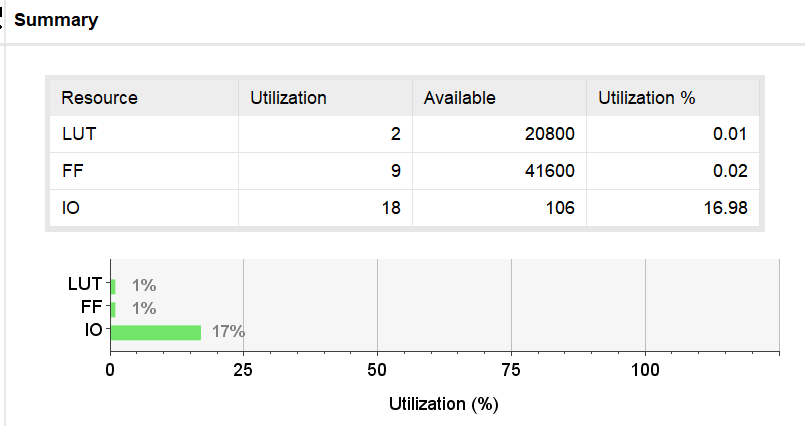 Summary
Resource Utilization Available Utilization %
LUT 2 20800 0.01
FF 9 41600 0.02
IO 18 106 16.98
LUT 1%
FF 1%
IO 17%
0 25 50 75 100
Utilization (%)